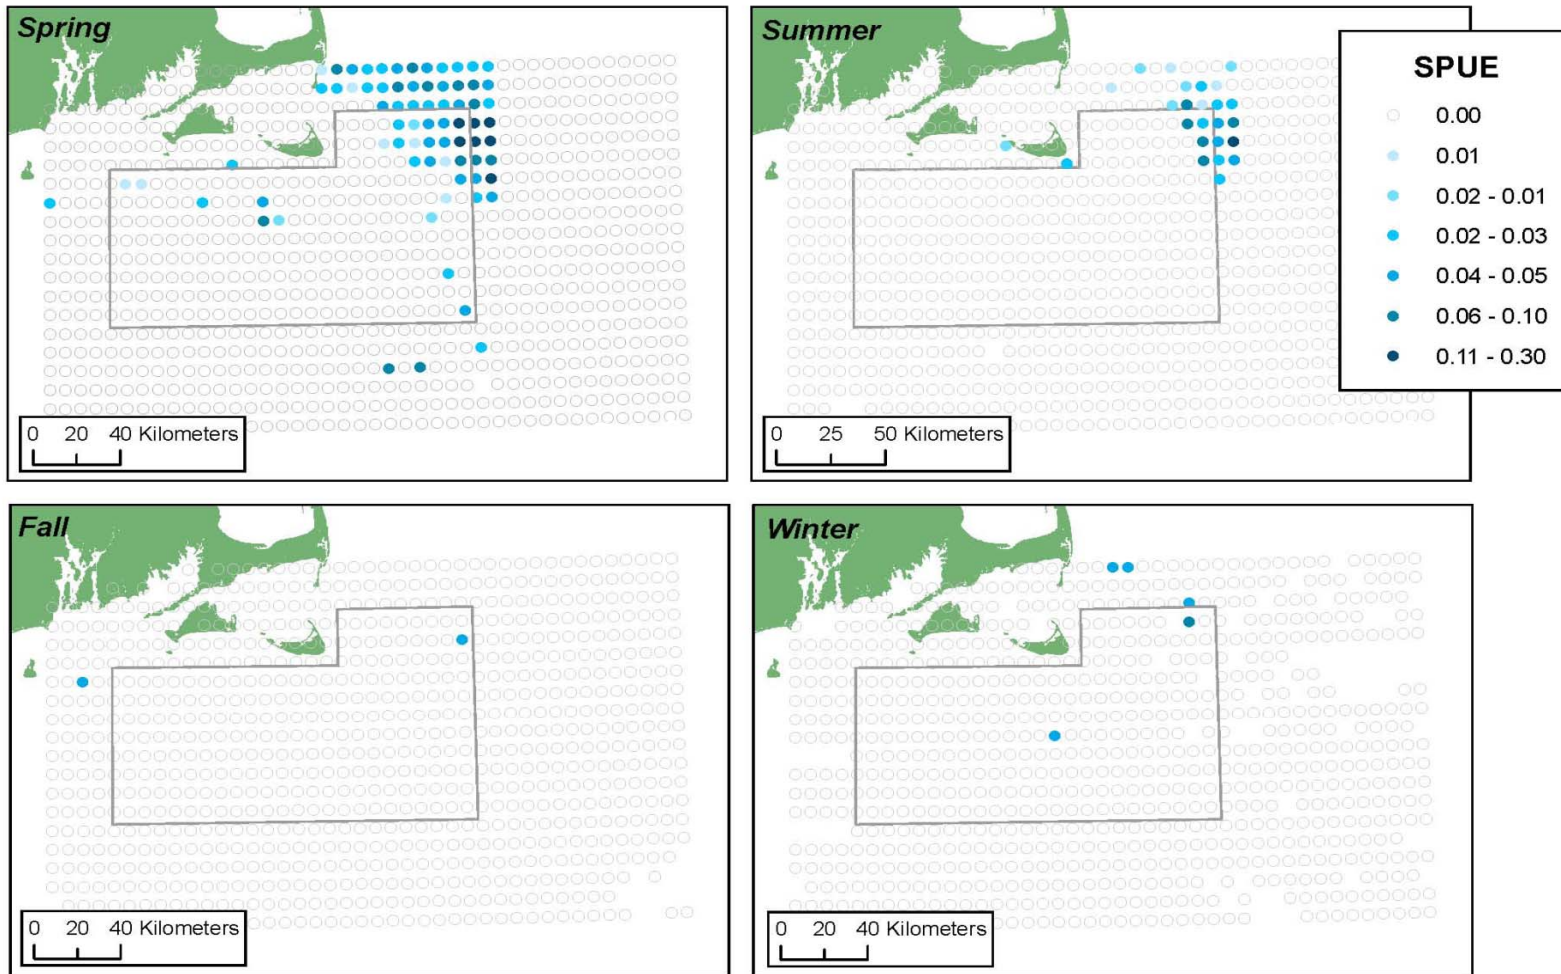 Spring
0 20 40 Kilometers
Summer
0 25 50 Kilometers
SPUE
0.00
0.01
0.02 - 0.01
0.02 - 0.03
0.04 - 0.05
0.06 - 0.10
0.11 - 0.30
Fall
0 20 40 Kilometers
Winter
0 20 40 Kilometers